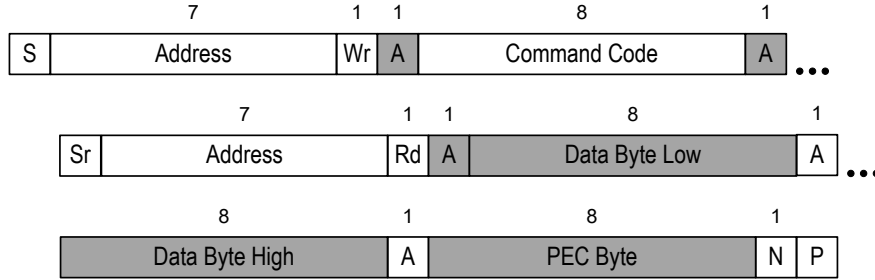 7 1 1 8 1
S Address Wr A Command Code A ...
7 1 1 8 1
Sr Address Rd A Data Byte Low A ...
8 1 8 1
Data Byte High A PEC Byte N P